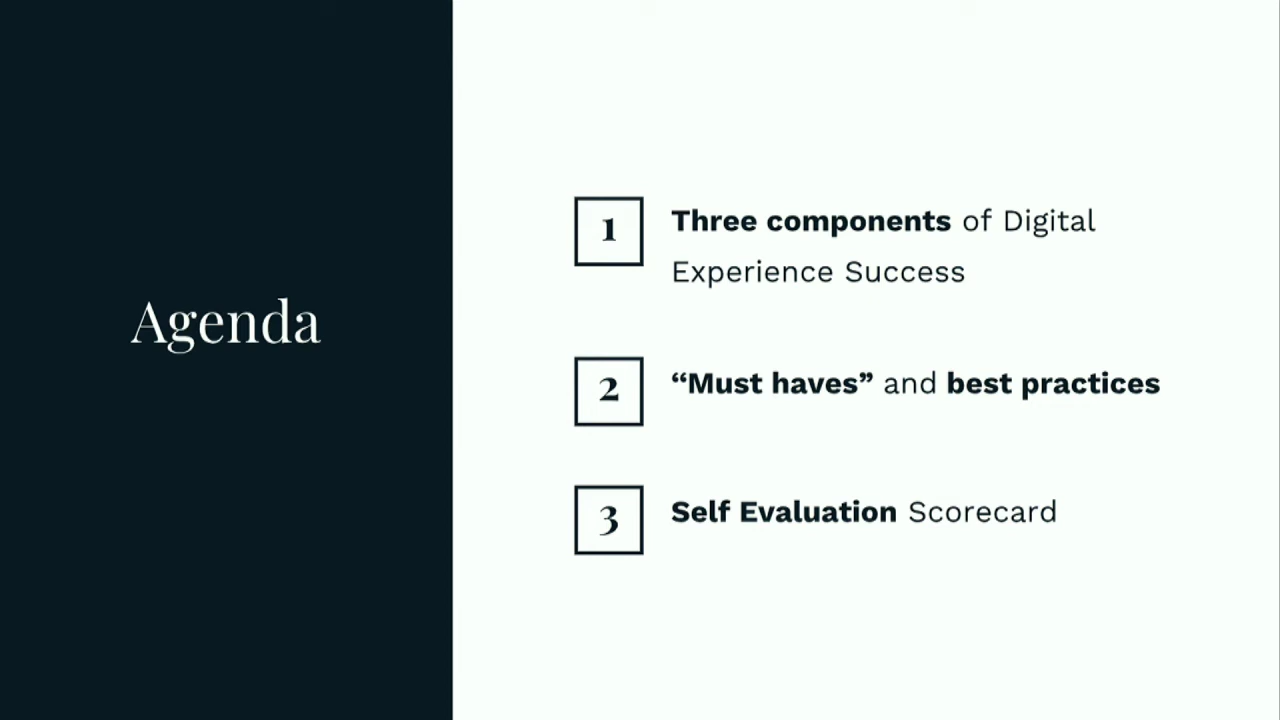 Agenda
1
Three components of Digital
Experience Success
2
“Must haves” and best practices
3
Self Evaluation Scorecard